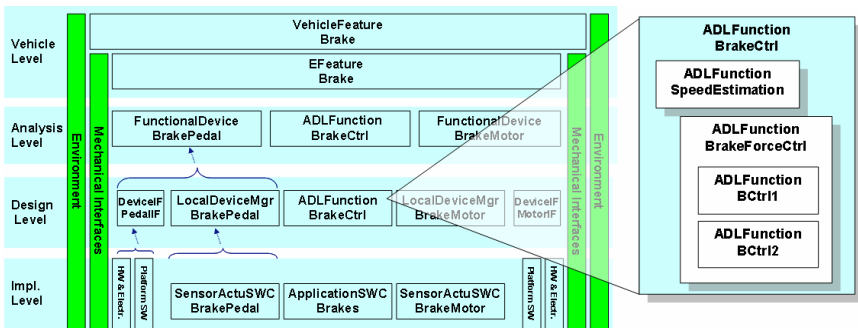 Vehicle
Level
VehicleFeature
Brake
EFeature
Brake
Analysis
Level
FunctionalDevice
BrakePedal
ADLFunction
BrakeCtrl
FunctionalDevice
BrakeMotor
Design
Level
DeviceIF
PedalIF
LocalDeviceMgr
BrakePedal
ADLFunction
BrakeCtrl
LocalDeviceMgr
BrakeMotor
DeviceIF
MotorIF
Impl.
Level
HW & Electr.
Platform SW
SensorActuSWC
BrakePedal
ApplicationSWC
Brakes
SensorActuSWC
BrakeMotor
Platform SW
HW & Electr.
Environment
Mechanical Interfaces
Mechanical Interfaces
Environment
ADLFunction
BrakeCtrl
ADLFunction
SpeedEstimation
ADLFunction
BrakeForceCtrl
ADLFunction
BCtrl1
ADLFunction
BCtrl2